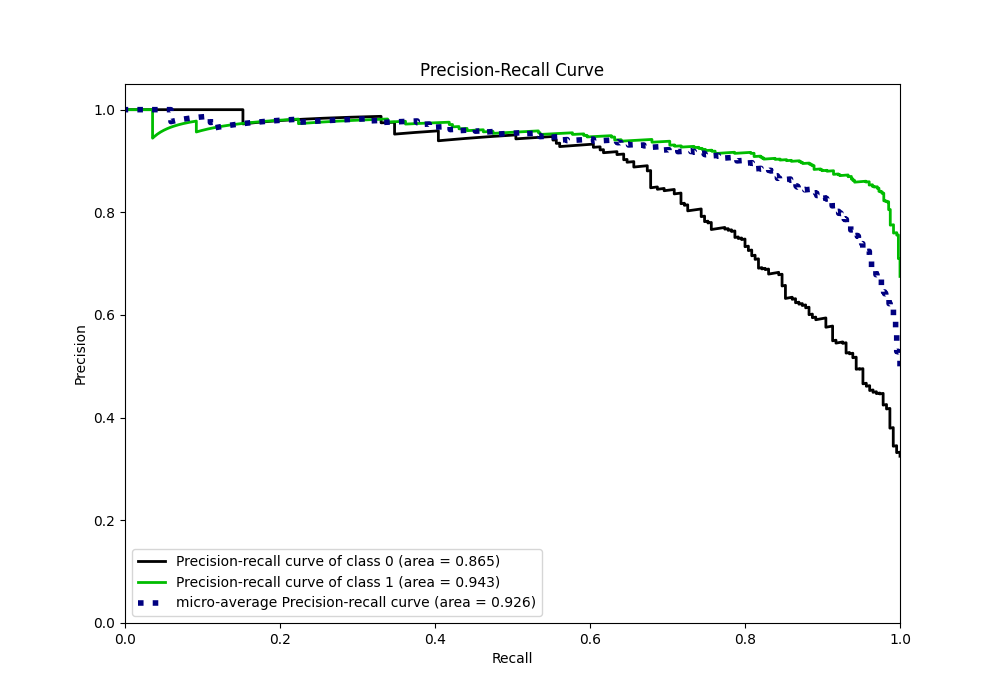 Precision-Recall Curve
1.0
0.8
0.6
0.4
0.2
0.0
Precision
Precision-recall curve of class 0 (area = 0.865)
Precision-recall curve of class 1 (area = 0.943)
micro-average Precision-recall curve (area = 0.926)
0.0 0.2 0.4 0.6 0.8 1.0
Recall